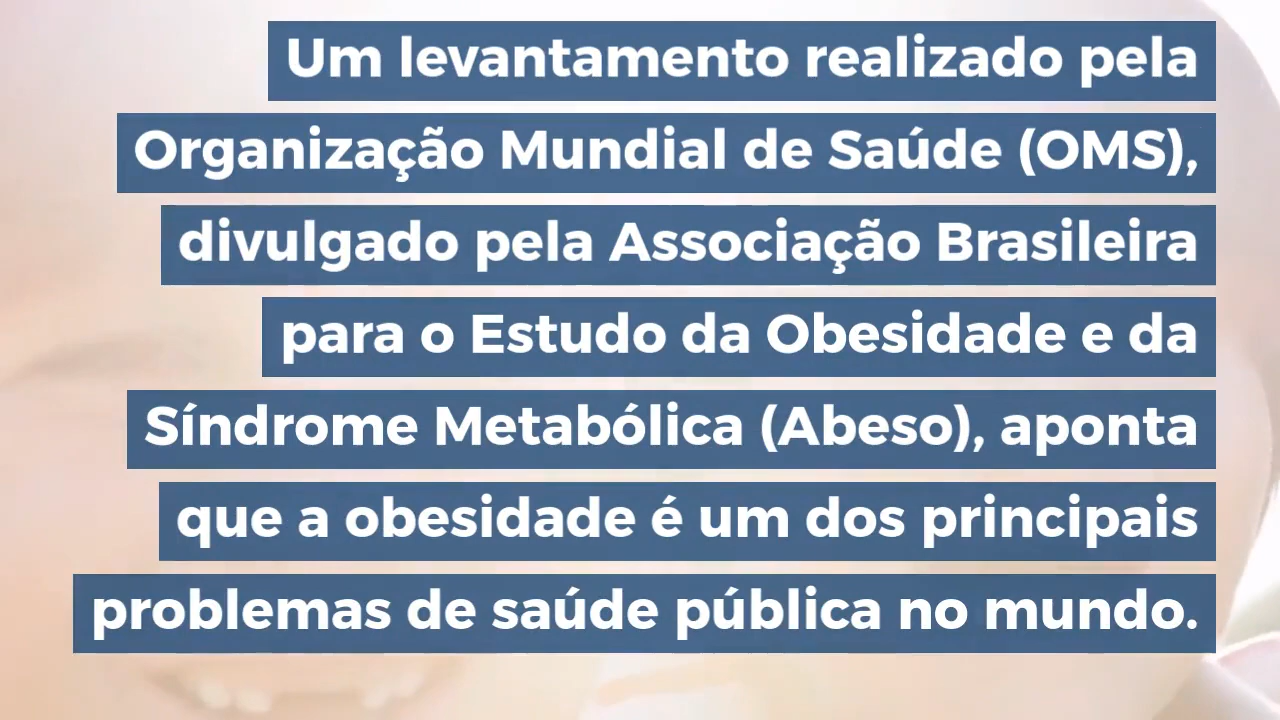 Um levantamento realizado pela
Organização Mundial de Saúde (OMS),
divulgado pela Associação Brasileira
para o Estudo da Obesidade e da
Síndrome Metabólica (Abeso), aponta
que a obesidade é um dos principais
problemas de saúde pública no mundo.